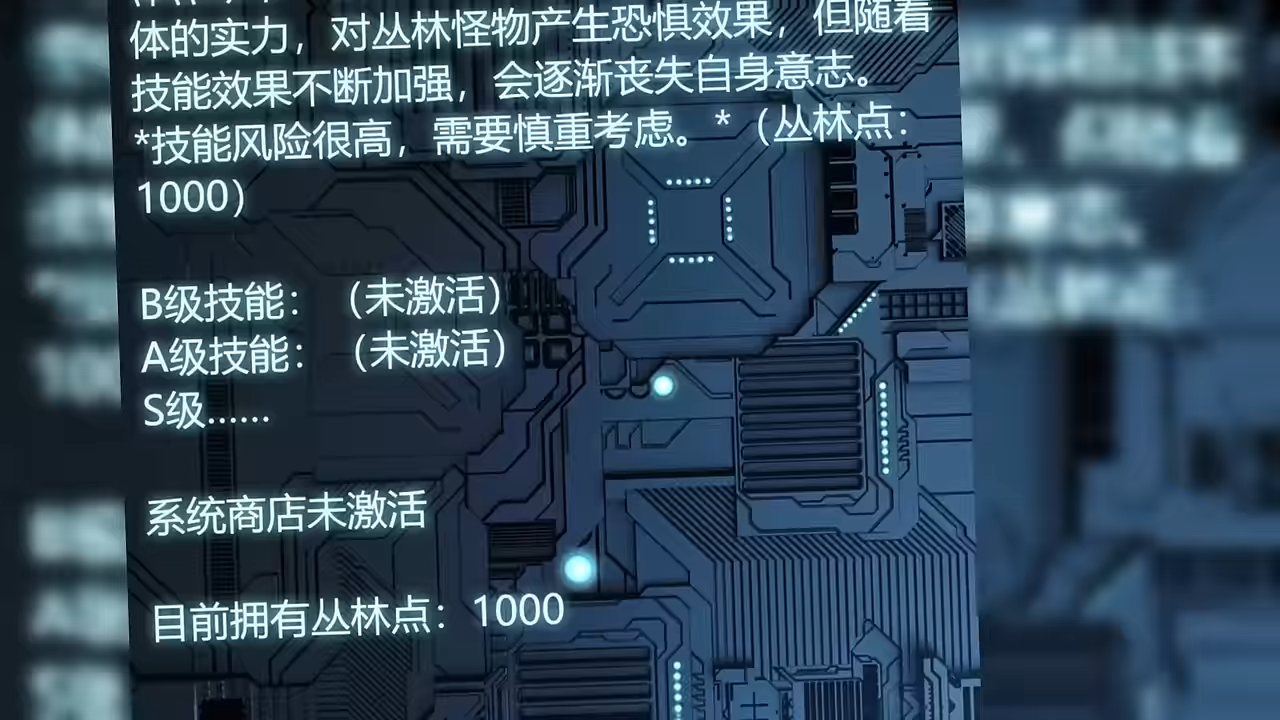 体的实力，对丛林怪物产生恐惧效果，但随着
技能效果不断加强，会逐渐丧失自身意志。
*技能风险很高，需要慎重考虑。*（丛林点：
1000）
B级技能：（未激活）
A级技能：（未激活）
S级……
系统商店未激活
目前拥有丛林点：1000